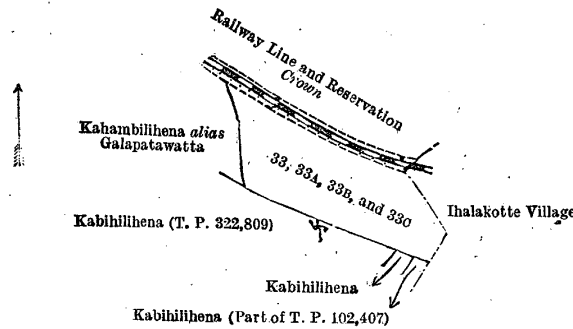 Railway Line and Reservation
Crown
Kahambilihena alias
Galapatawatta
33, 33A, 33B, and 33C
Ihalakotte Village
Kabihilihena (T. P. 322,809)
Kabihilihena
Kabihilihena (Part of T. P. 102,407)